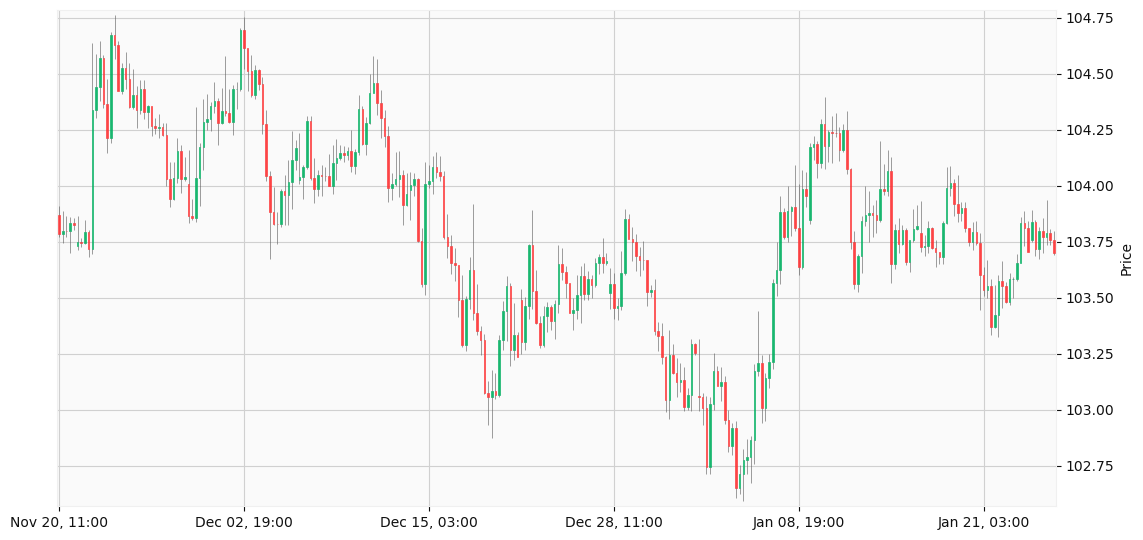 104.75
104.50
104.25
104.00
103.75
103.50
103.25
103.00
102.75
Price
Nov 20, 11:00
Dec 02, 19:00
Dec 15, 03:00
Dec 28, 11:00
Jan 08, 19:00
Jan 21, 03:00